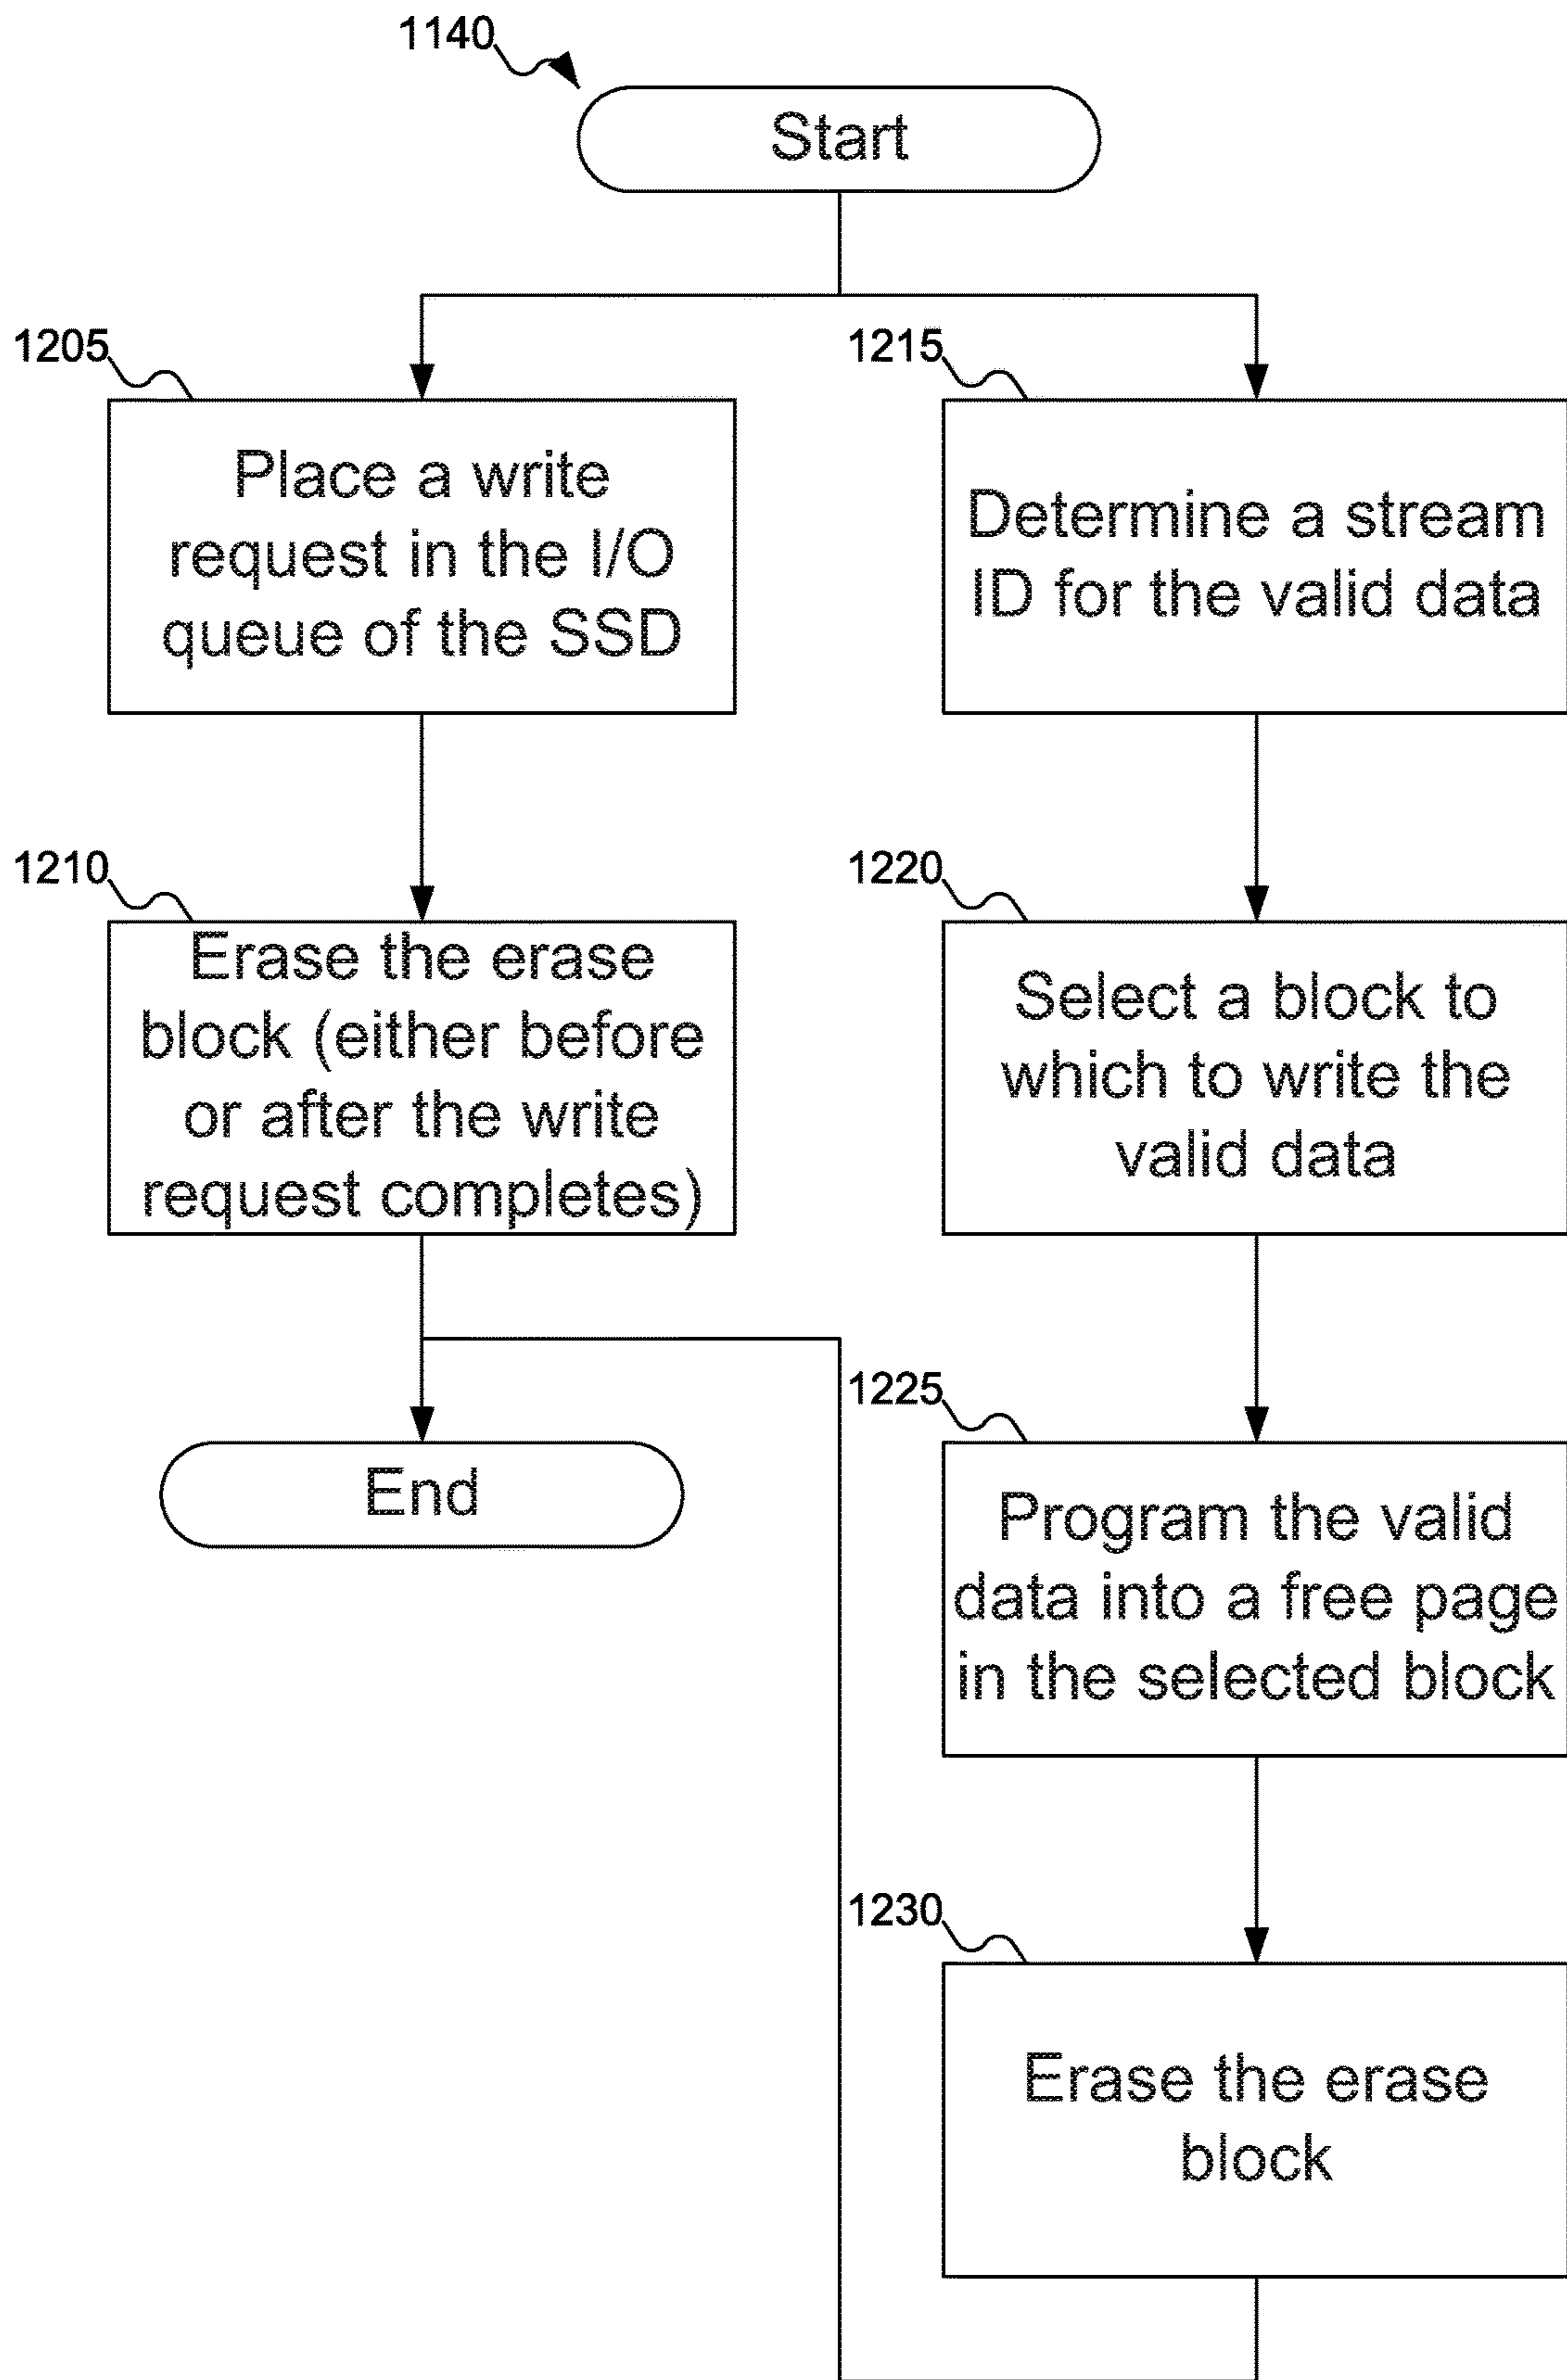 1140
Start
1205
Place a write
request in the I/O
queue of the SSD
1215
Determine a stream
ID for the valid data
1210
Erase the erase
block (either before
or after the write
request completes)
1220
Select a block to
which to write the
valid data
End
1225
Program the valid
data into a free page
in the selected block
1230
Erase the erase
block